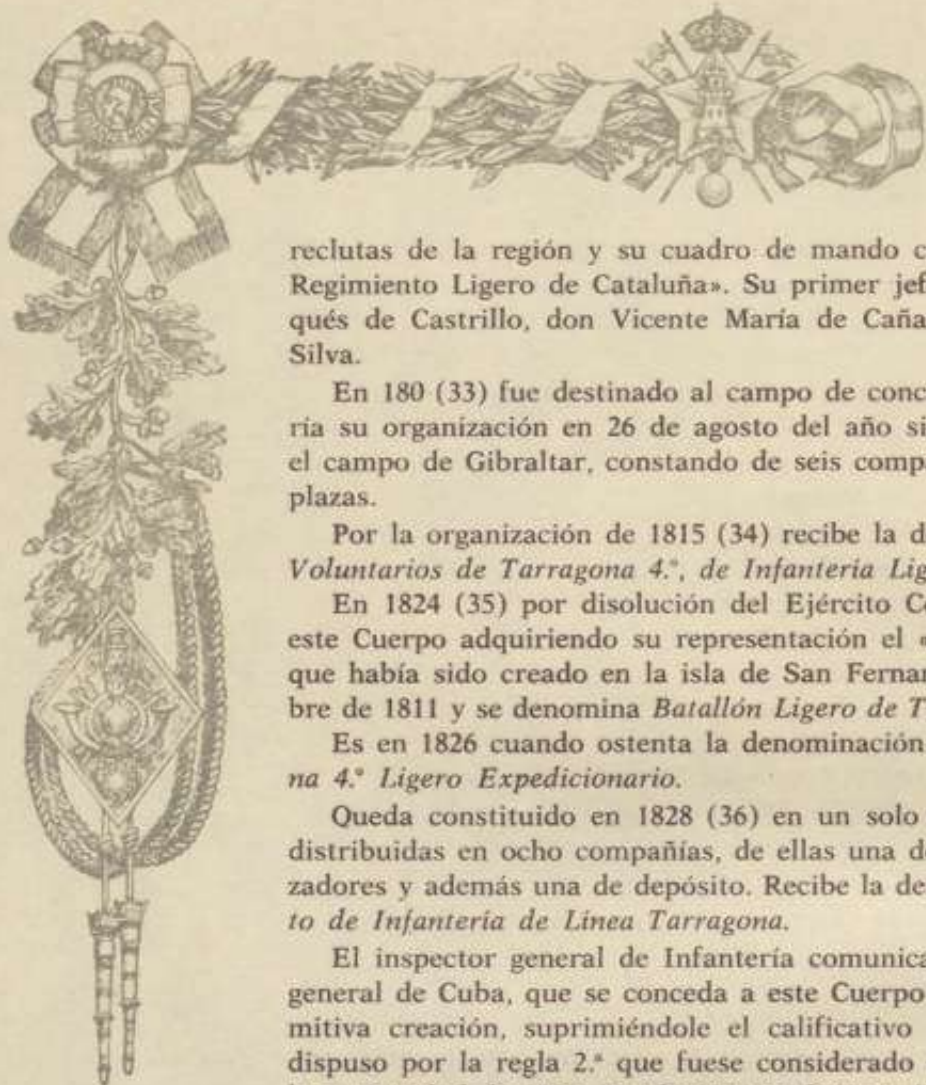 reclutas de la región y su cuadro de mando c
Regimiento Ligero de Cataluña». Su primer jef
qués de Castrillo, don Vicente María de Caña
Silva.
En 180 (33) fue destinado al campo de conc
ría su organización en 26 de agosto del año si
el campo de Gibraltar, constando de seis comp
plazas.
Por la organización de 1815 (34) recibe la d
Voluntarios de Tarragona 4.º, de Infantería Lig
En 1824 (35) por disolución del Ejército C
este Cuerpo adquiriendo su representación el «
que había sido creado en la isla de San Fernan
bre de 1811 y se denomina Batallón Ligero de T
Es en 1826 cuando ostenta la denominación
na 4.º Ligero Expedicionario.
Queda constituido en 1828 (36) en un solo
distribuidas en ocho compañías, de ellas una d
zadores y además una de depósito. Recibe la de
to de Infantería de Línea Tarragona.
El inspector general de Infantería comunica
general de Cuba, que se conceda a este Cuerpo
mitiva creación, suprimiéndole el calificativo
dispuso por la regla 2.ª que fuese considerado